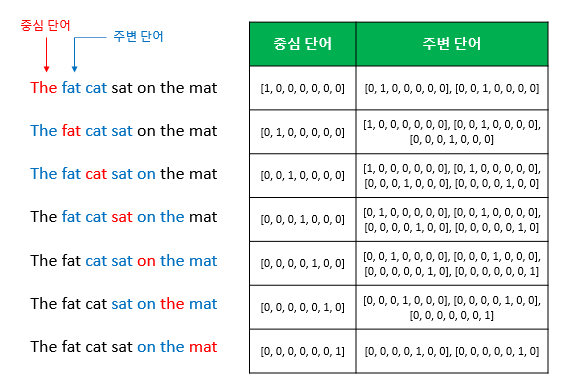 중심 단어
주변 단어
The fat cat sat on the mat
The fat cat sat on the mat
The fat cat sat on the mat
The fat cat sat on the mat
The fat cat sat on the mat
The fat cat sat on the mat
The fat cat sat on the mat
중심 단어 주변 단어
[1, 0, 0, 0, 0, 0, 0] [0, 1, 0, 0, 0, 0, 0], [0, 0, 1, 0, 0, 0, 0]
[0, 1, 0, 0, 0, 0, 0] [1, 0, 0, 0, 0, 0, 0], [0, 0, 1, 0, 0, 0, 0],
[0, 0, 0, 1, 0, 0, 0]
[0, 0, 1, 0, 0, 0, 0] [1, 0, 0, 0, 0, 0, 0], [0, 1, 0, 0, 0, 0, 0],
[0, 0, 0, 1, 0, 0, 0], [0, 0, 0, 0, 1, 0, 0]
[0, 0, 0, 1, 0, 0, 0] [0, 1, 0, 0, 0, 0, 0], [0, 0, 1, 0, 0, 0, 0],
[0, 0, 0, 0, 1, 0, 0], [0, 0, 0, 0, 0, 1, 0]
[0, 0, 0, 0, 1, 0, 0] [0, 0, 1, 0, 0, 0, 0], [0, 0, 0, 1, 0, 0, 0],
[0, 0, 0, 0, 0, 1, 0], [0, 0, 0, 0, 0, 0, 1]
[0, 0, 0, 0, 0, 1, 0] [0, 0, 0, 1, 0, 0, 0], [0, 0, 0, 0, 1, 0, 0],
[0, 0, 0, 0, 0, 0, 1]
[0, 0, 0, 0, 0, 0, 1] [0, 0, 0, 0, 1, 0, 0], [0, 0, 0, 0, 0, 1, 0]